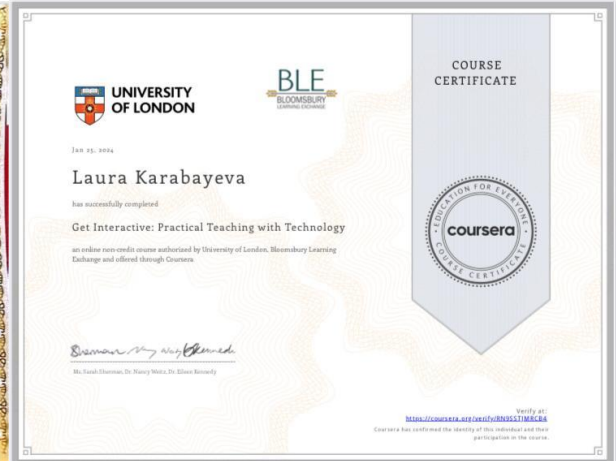 UNIVERSITY
OF LONDON
BLE
BLOOMSBURY
LEARNING EXCHANGE
COURSE
CERTIFICATE
Jan 25, 2024
Laura Karabayeva
has successfully completed
Get Interactive: Practical Teaching with Technology
an online non-credit course authorized by University of London, Bloomsbury Learning
Exchange and offered through Coursera
EDUCATION FOR EVERYONE
coursera
COURSE CERTIFICATE
Ms. Sarah Sherman, Dr. Nancy Weitz, Dr. Eileen Kennedy
Verify at:
https://coursera.org/verify/RN9SSTJMRCB4
Coursera has confirmed the identity of this individual and their
participation in the course.